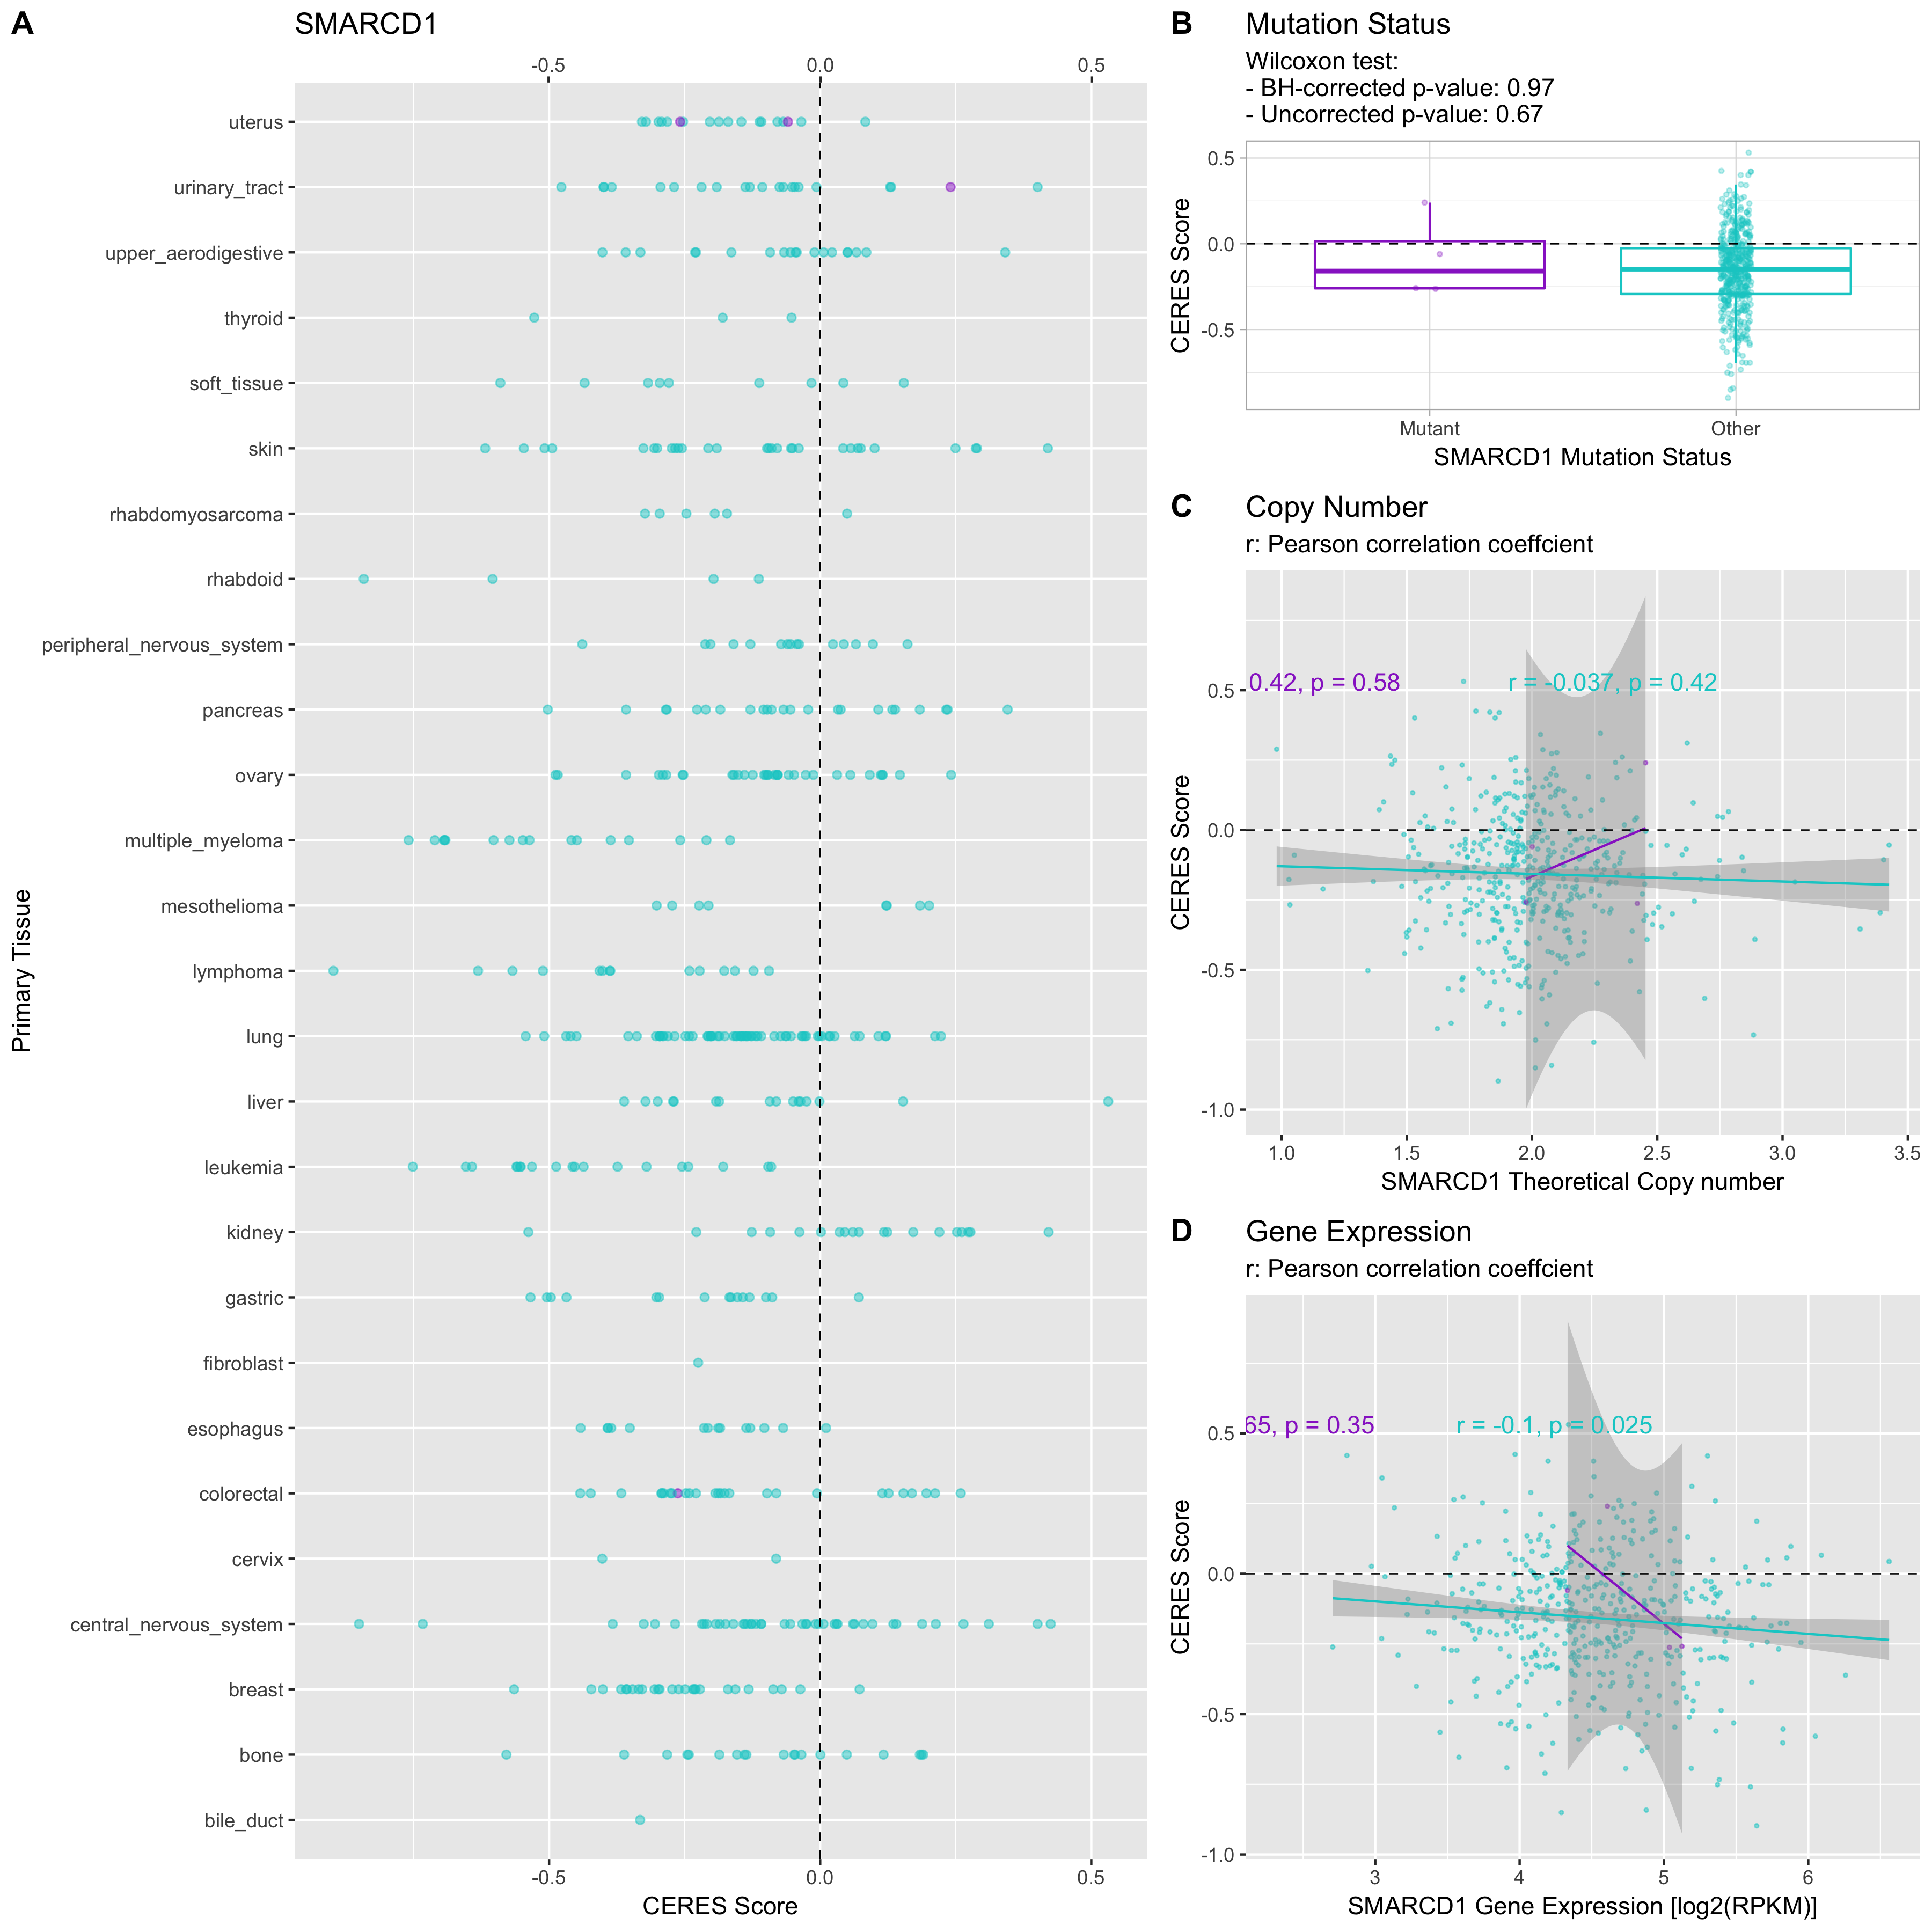 A
SMARCD1
-0.5 0.0 0.5
uterus
urinary_tract
upper_aerodigestive
thyroid
soft_tissue
skin
rhabdomyosarcoma
rhabdoid
peripheral_nervous_system
pancreas
ovary
multiple_myeloma
mesothelioma
lymphoma
lung
liver
leukemia
kidney
gastric
fibroblast
esophagus
colorectal
cervix
central_nervous_system
breast
bone
bile_duct
Primary Tissue
-0.5 0.0 0.5
CERES Score
B
Mutation Status
Wilcoxon test:
- BH-corrected p-value: 0.97
- Uncorrected p-value: 0.67
0.5
0.0
-0.5
CERES Score
Mutant Other
SMARCD1 Mutation Status
C
Copy Number
r: Pearson correlation coeffcient
0.42, p = 0.58 r = -0.037, p = 0.42
0.5
0.0
-0.5
-1.0
CERES Score
1.0 1.5 2.0 2.5 3.0 3.5
SMARCD1 Theoretical Copy number
D
Gene Expression
r: Pearson correlation coeffcient
65, p = 0.35 r = -0.1, p = 0.025
0.5
0.0
-0.5
-1.0
CERES Score
3 4 5 6
SMARCD1 Gene Expression [log2(RPKM)]